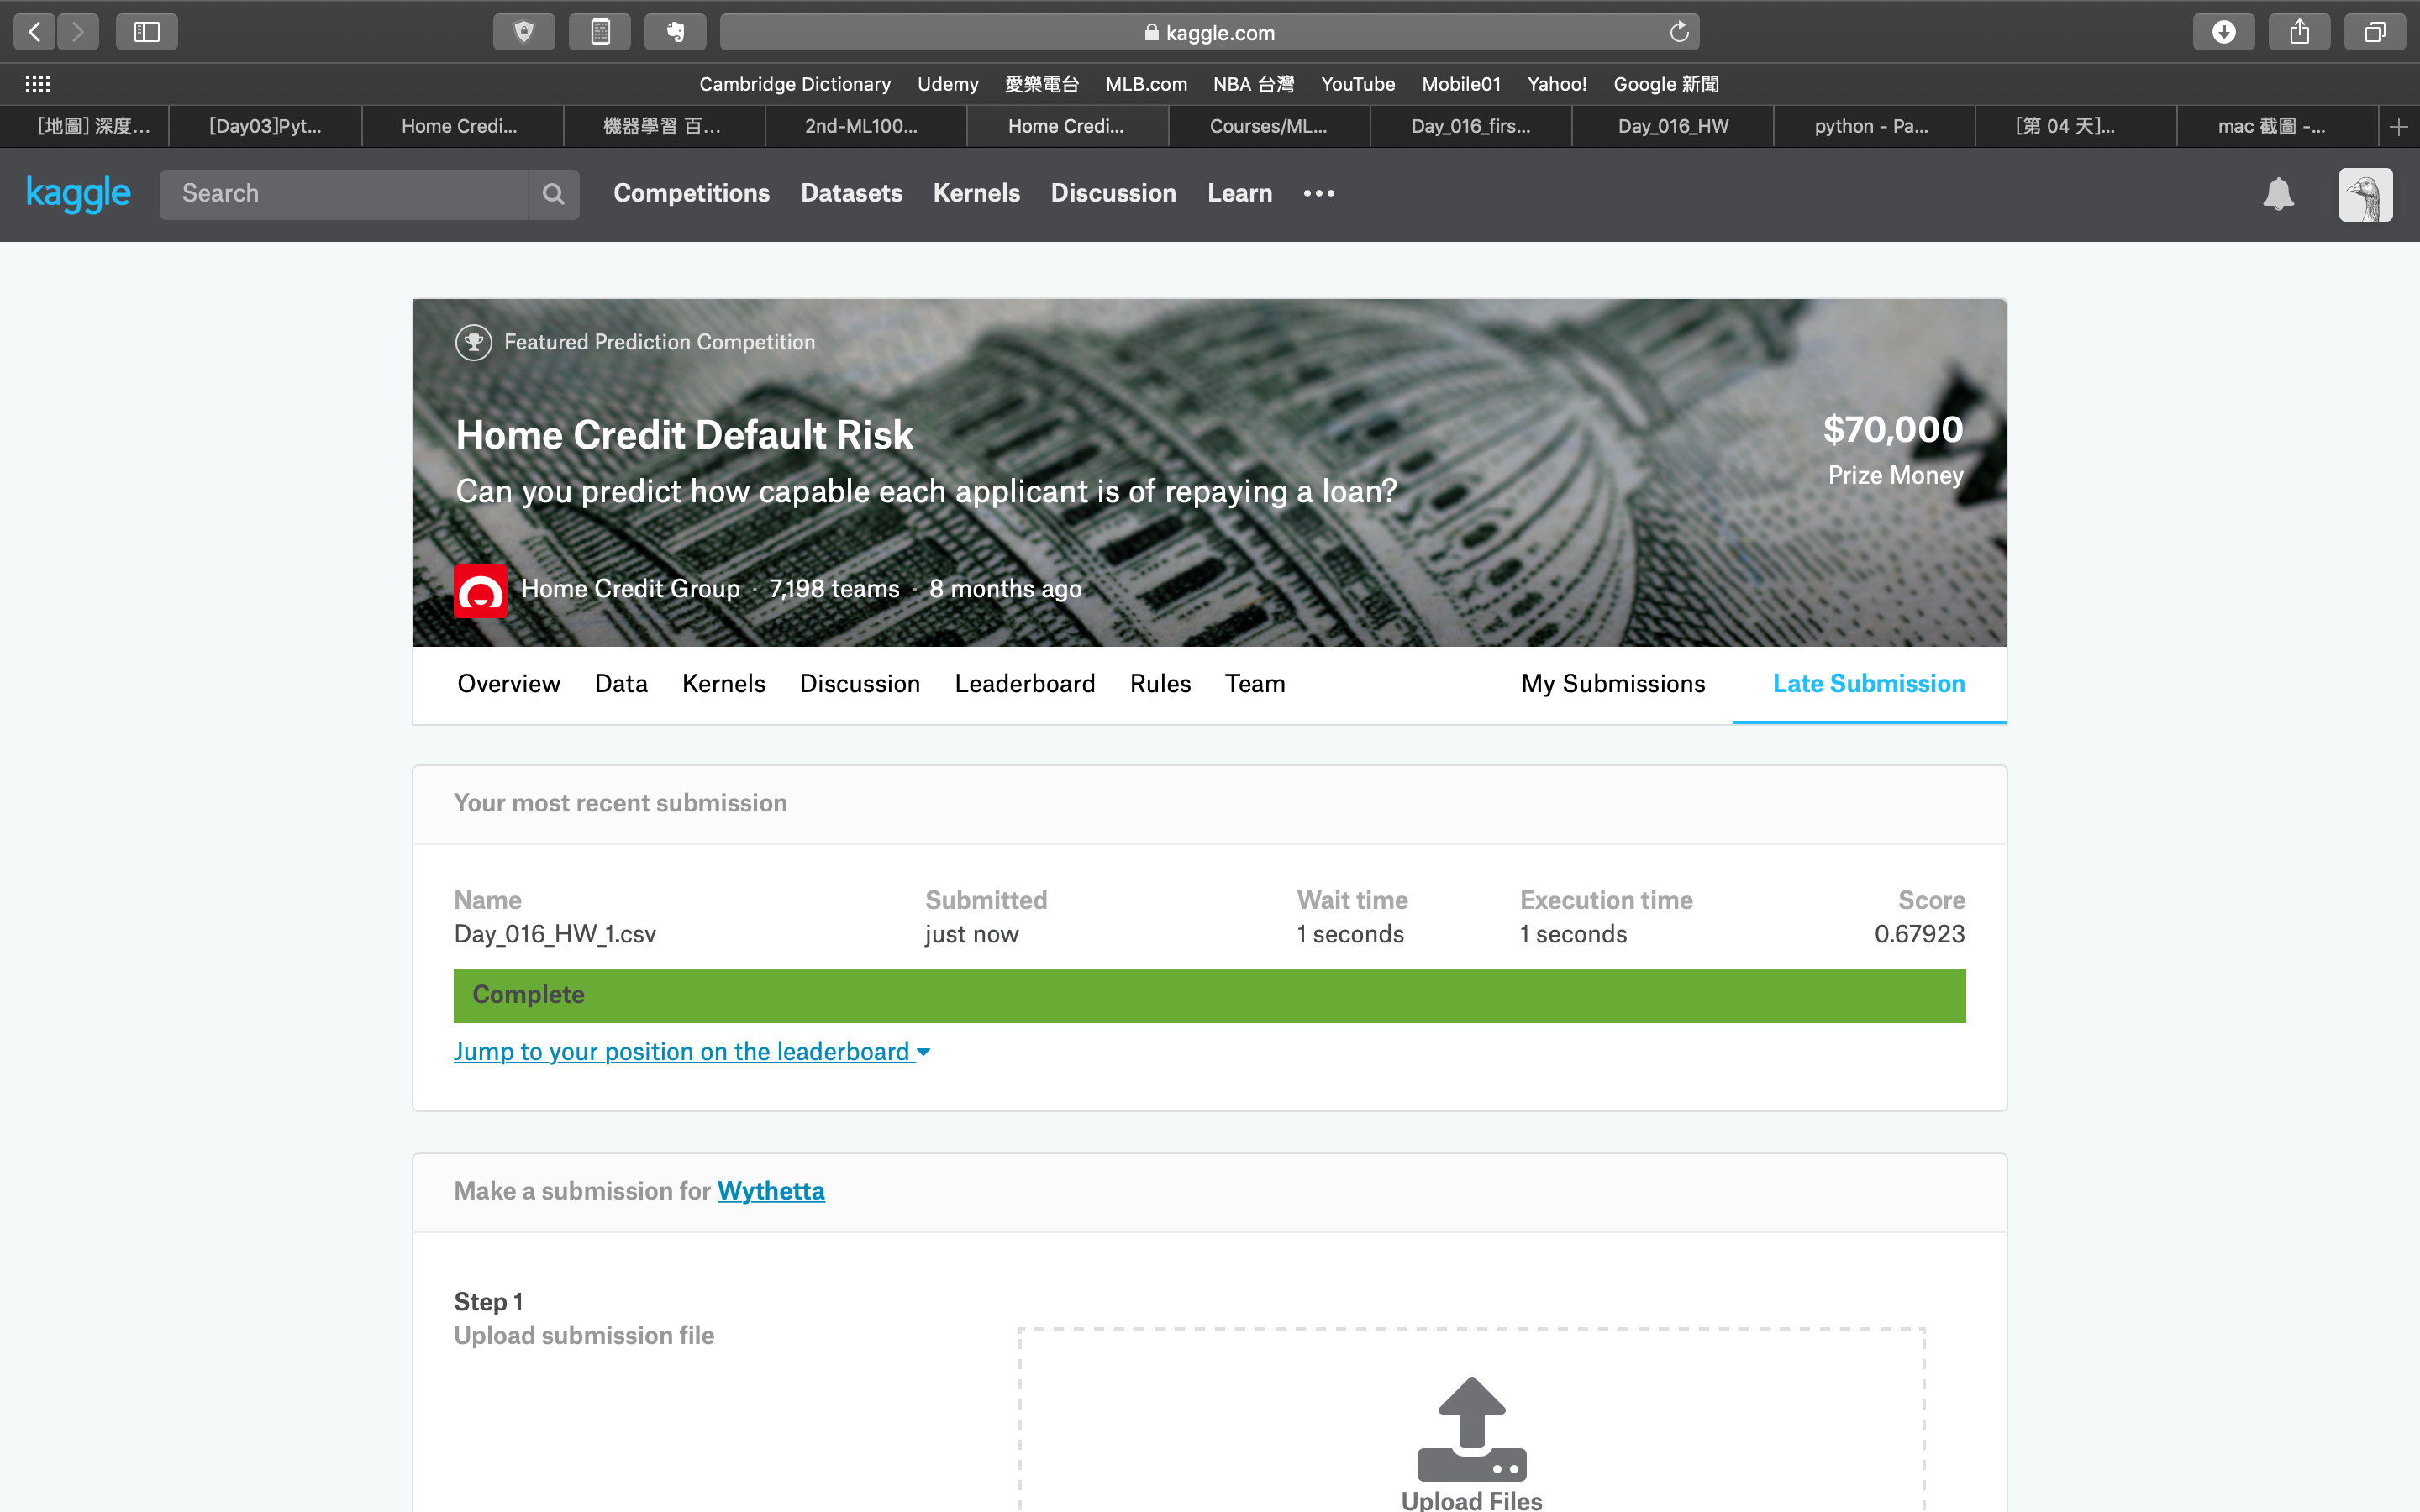 kaggle.com
Cambridge Dictionary Udemy 愛樂電台 MLB.com NBA 台灣 YouTube Mobile01 Yahoo! Google 新聞
[地圖] 深度... [Day03]Pyt... Home Credi... 機器學習 百... 2nd-ML100... Home Credi... Courses/ML... Day_016_firs... Day_016_HW python - Pa... [第 04 天]... mac 截圖 -...
kaggle Search Competitions Datasets Kernels Discussion Learn
Featured Prediction Competition
Home Credit Default Risk
$70,000
Can you predict how capable each applicant is of repaying a loan?
Prize Money
Home Credit Group · 7,198 teams · 8 months ago
Overview Data Kernels Discussion Leaderboard Rules Team My Submissions Late Submission
Your most recent submission
Name Submitted Wait time Execution time Score
Day_016_HW_1.csv just now 1 seconds 1 seconds 0.67923
Complete
Jump to your position on the leaderboard
Make a submission for Wythetta
Step 1
Upload submission file
Upload Files